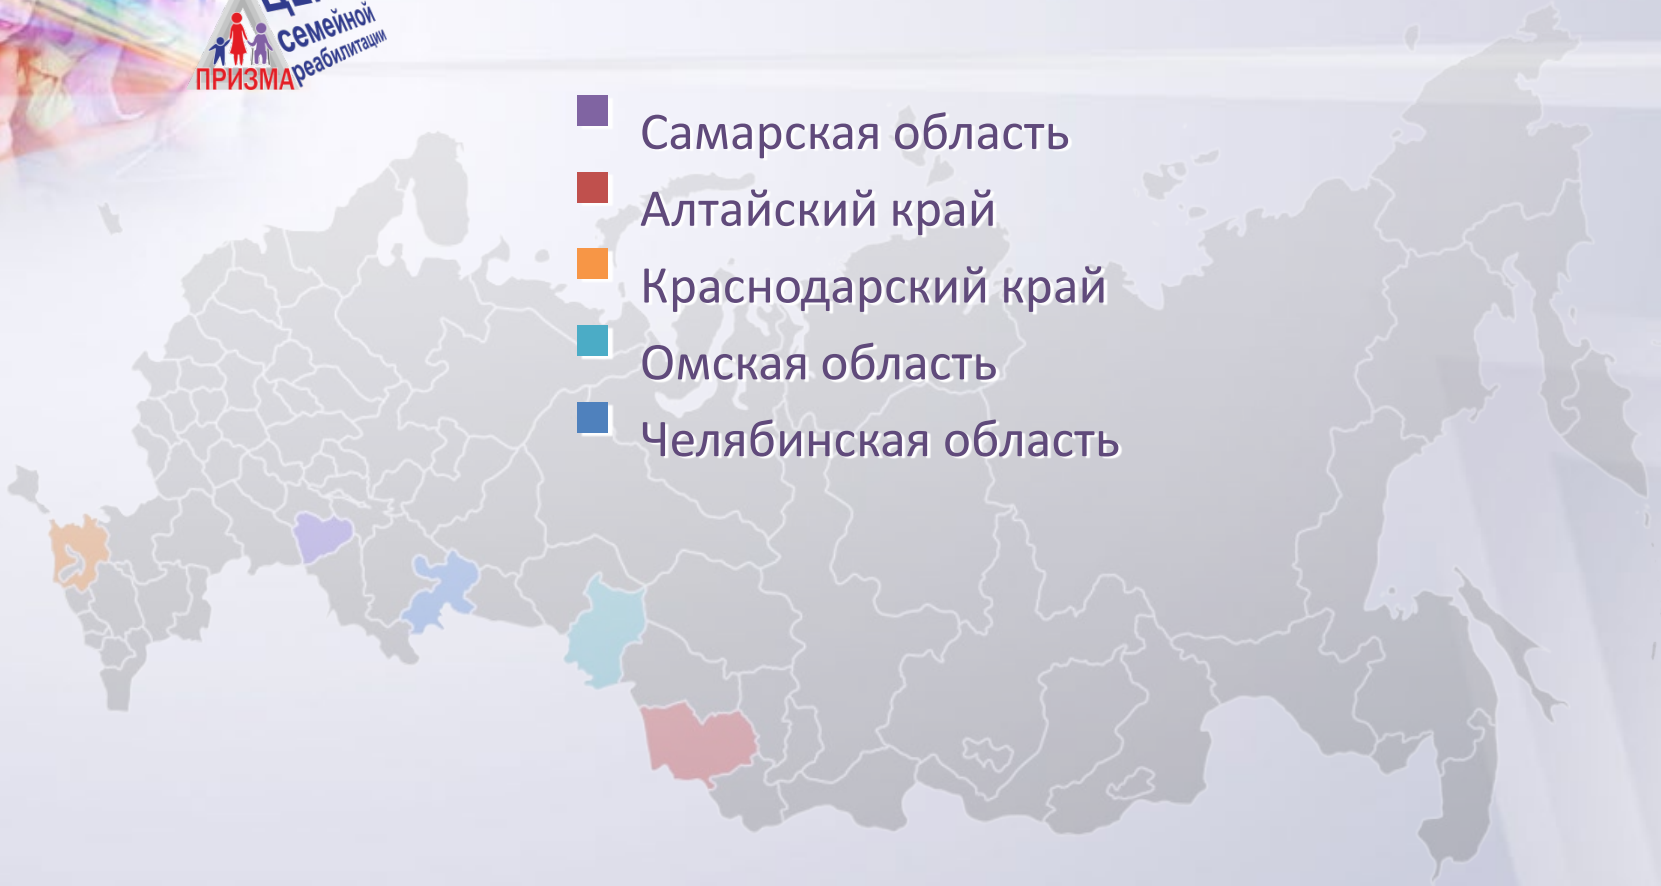 семейной
реабилитации
ПРИЗМА
Самарская область
Алтайский край
Краснодарский край
Омская область
Челябинская область